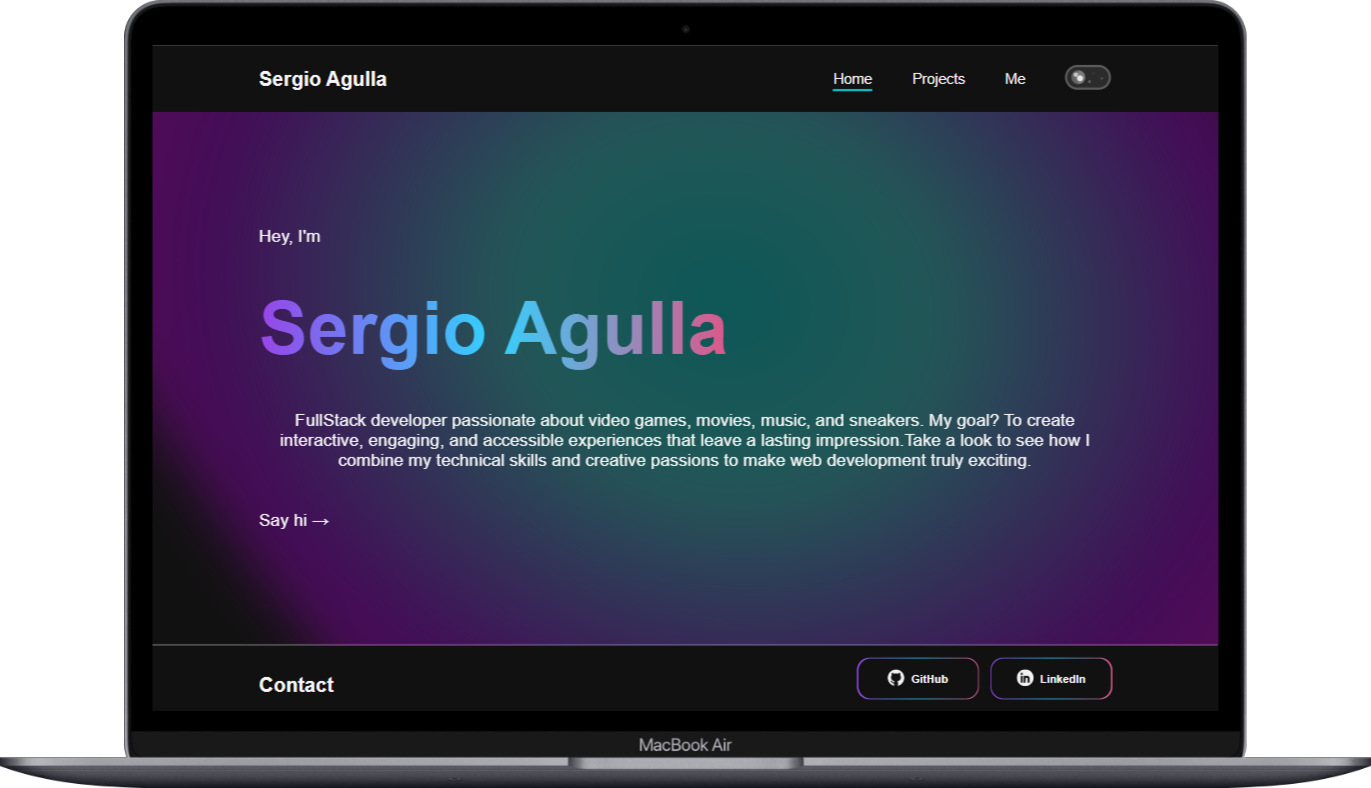 Sergio Agulla
Home Projects Me
Hey, I'm
Sergio Agulla
FullStack developer passionate about video games, movies, music, and sneakers. My goal? To create
interactive, engaging, and accessible experiences that leave a lasting impression.Take a look to see how I
combine my technical skills and creative passions to make web development truly exciting.
Say hi →
Contact
GitHub
LinkedIn
MacBook Air